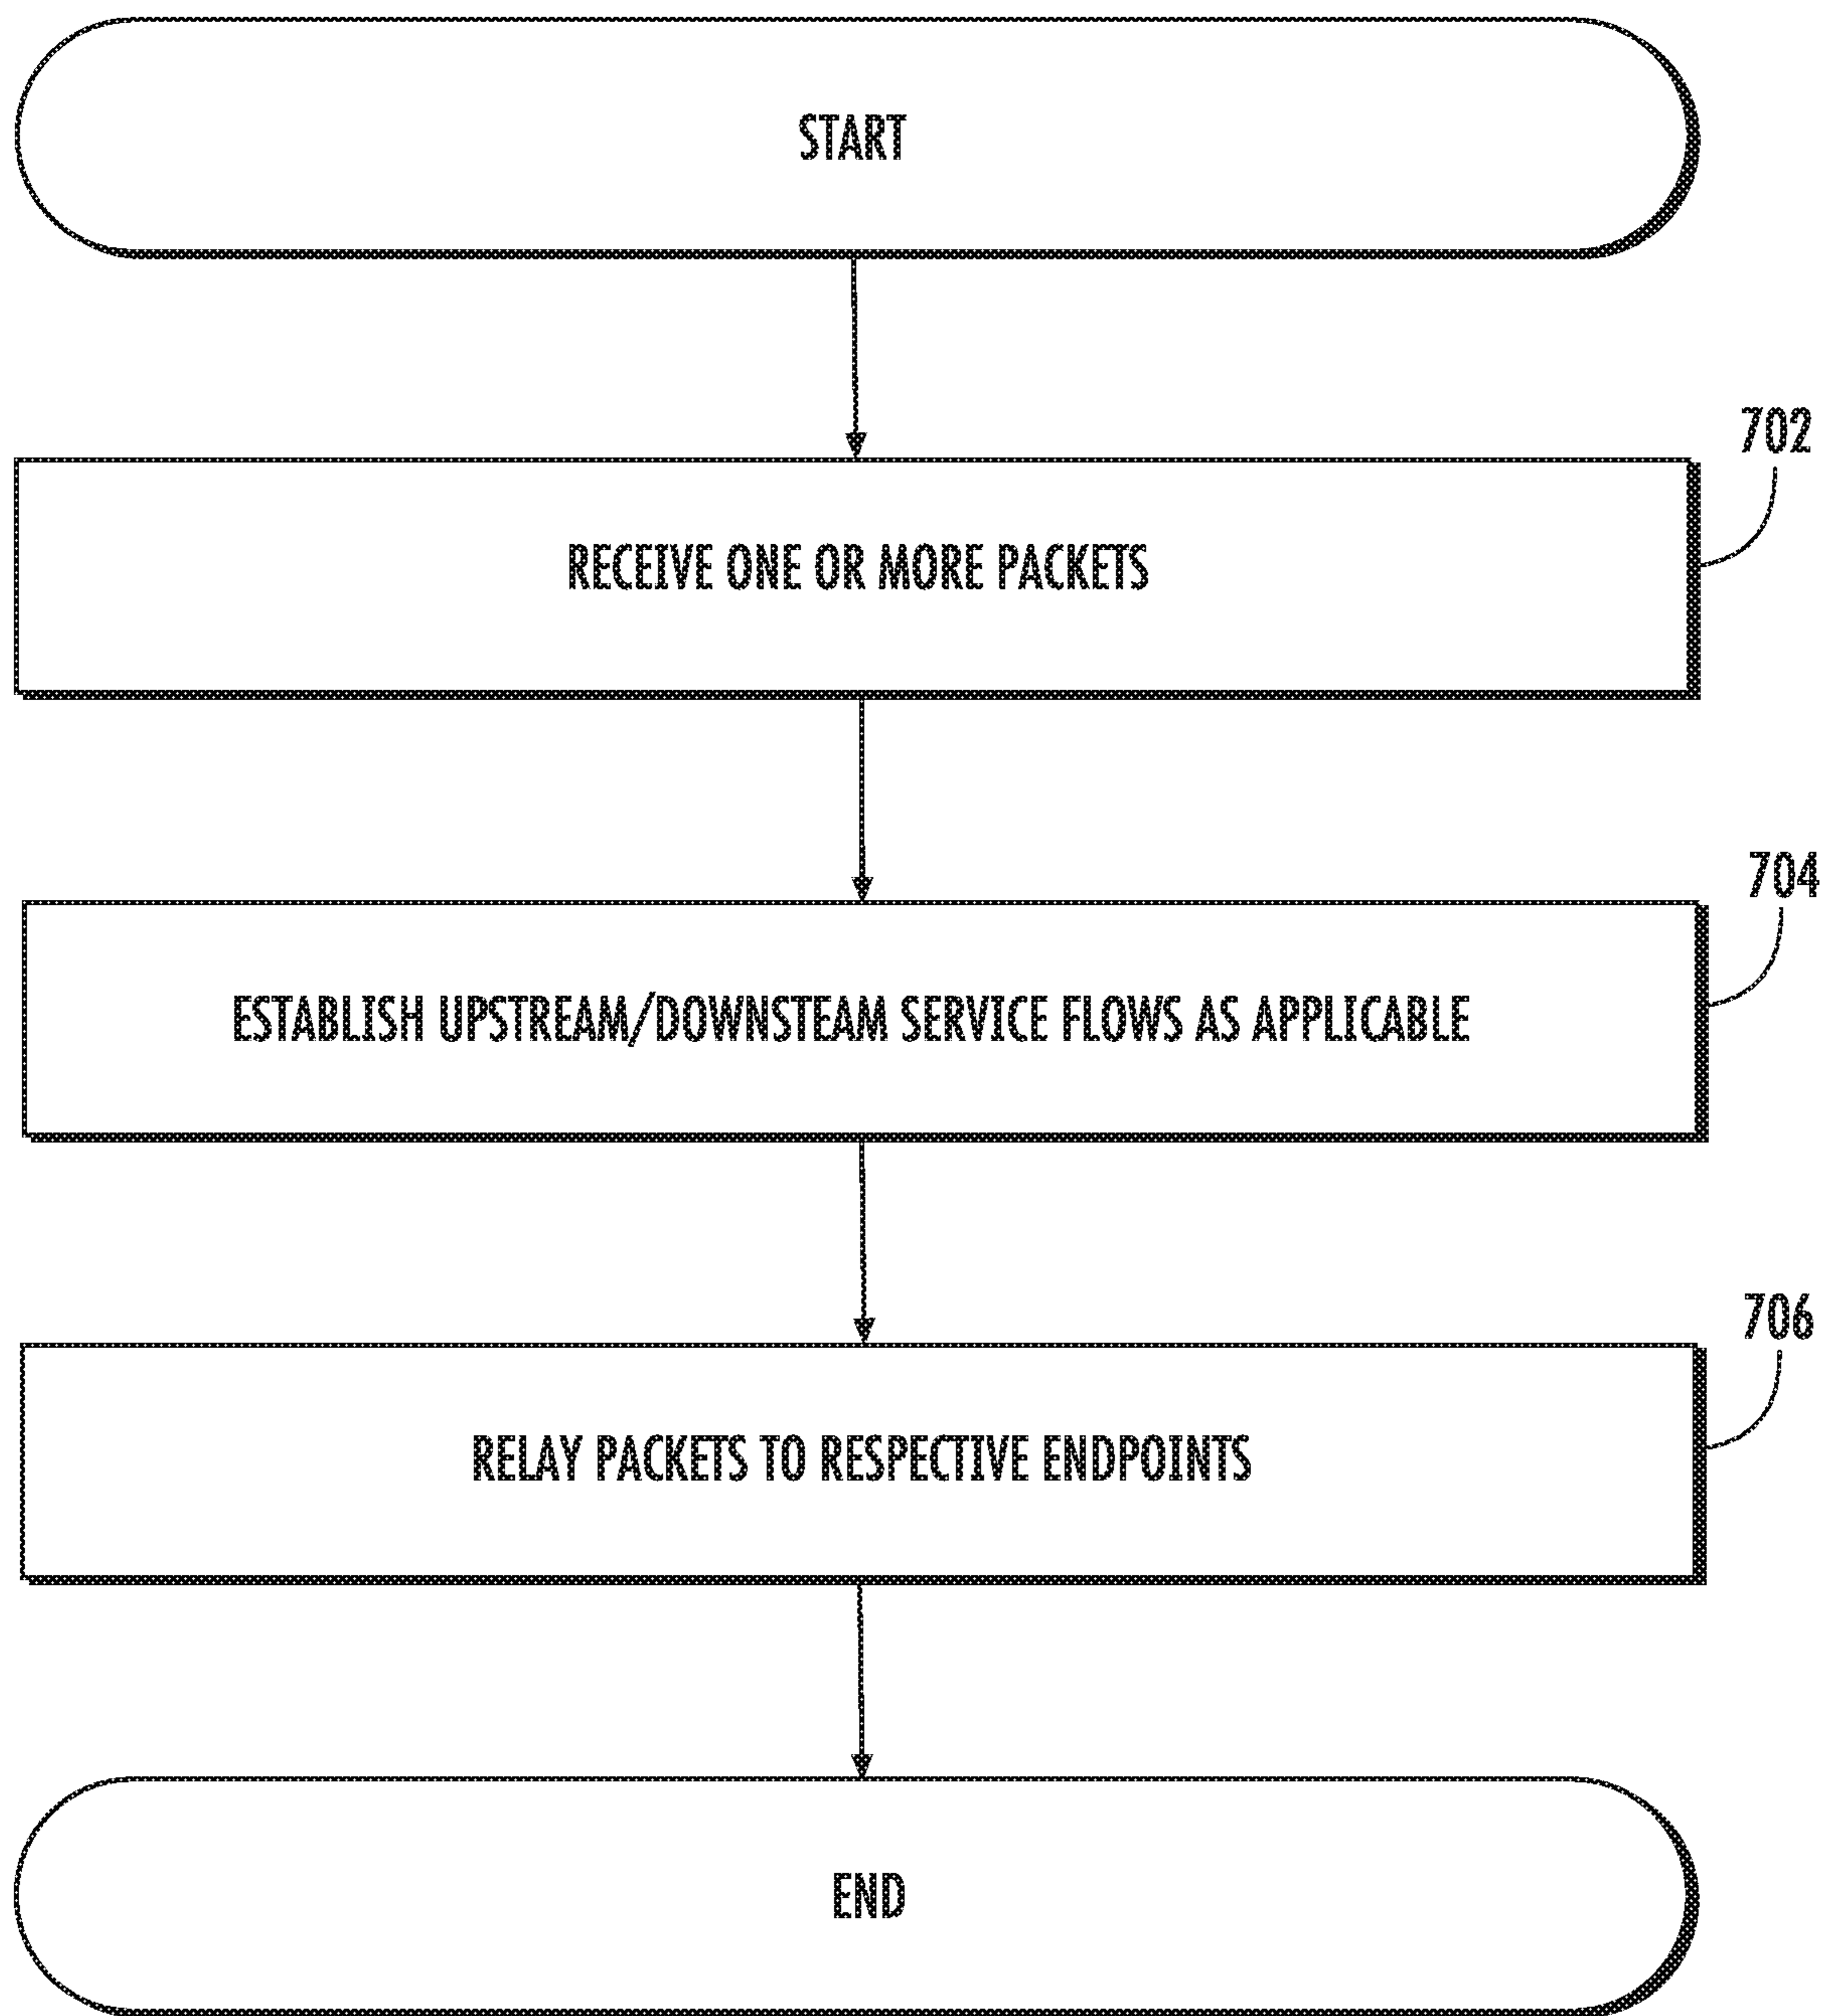 START
702
RECEIVE ONE OR MORE PACKETS
704
ESTABLISH UPSTREAM/DOWNSTEAM SERVICE FLOWS AS APPLICABLE
706
RELAY PACKETS TO RESPECTIVE ENDPOINTS
END